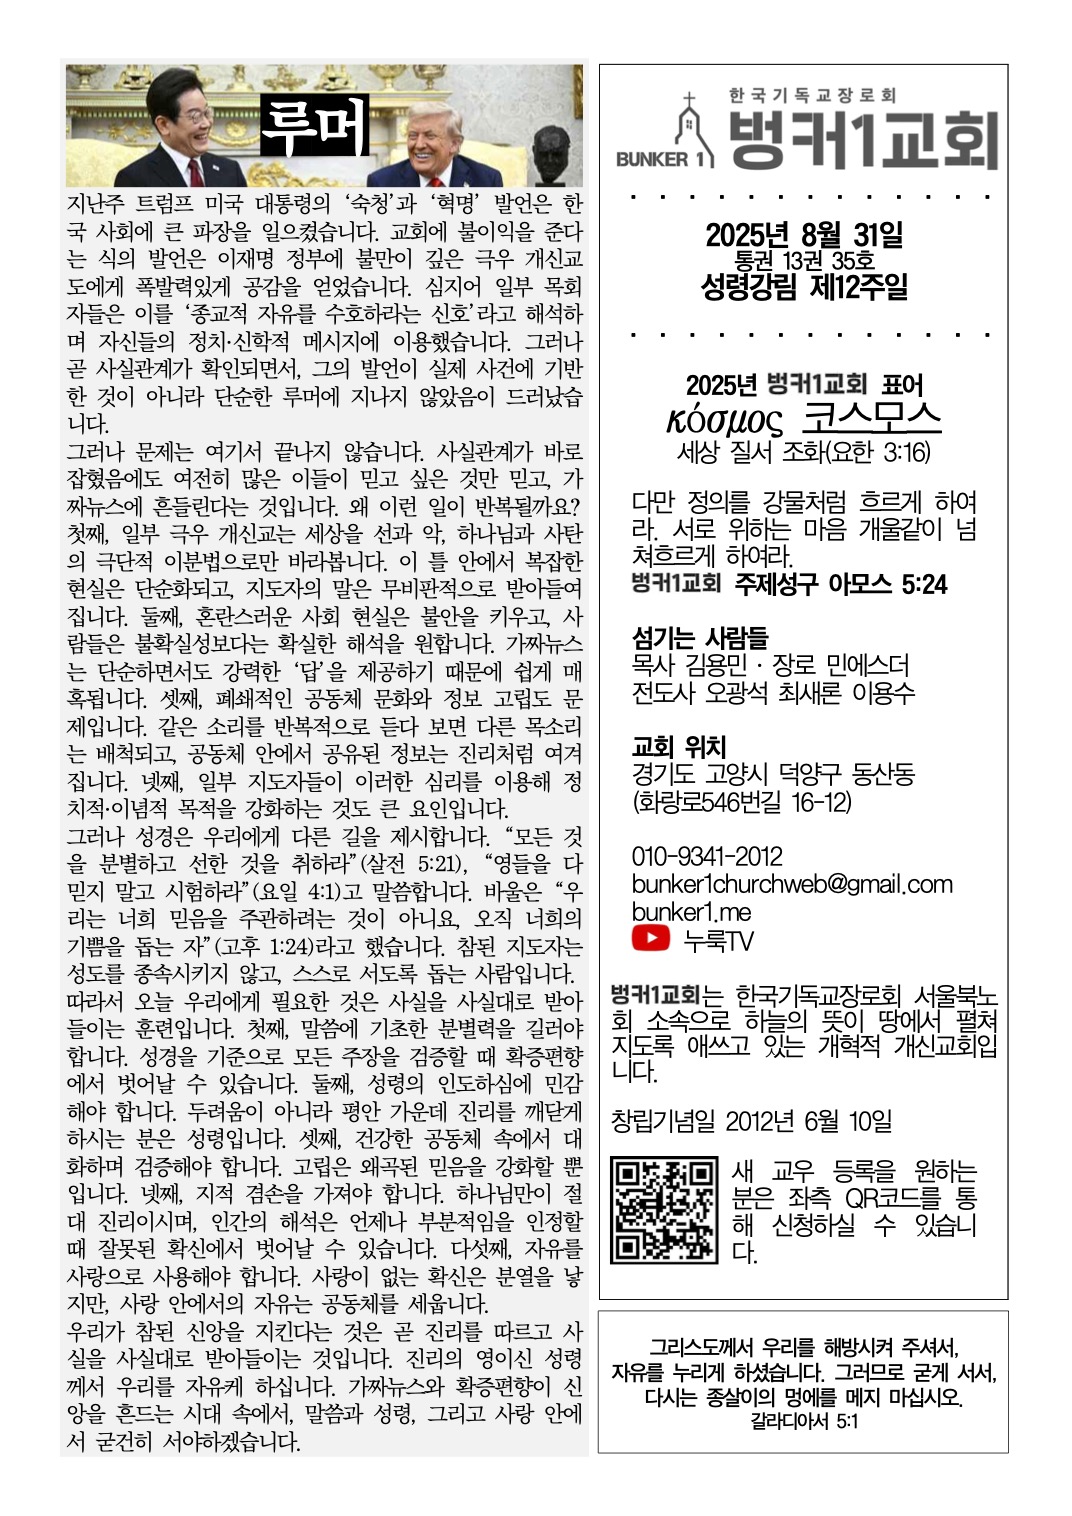 루머
지난주 트럼프 미국 대통령의 ‘숙청’과 ‘혁명’ 발언은 한
국 사회에 큰 파장을 일으켰습니다. 교회에 불이익을 준다
는 식의 발언은 이재명 정부에 불만이 깊은 극우 개신교
도에게 폭발력있게 공감을 얻었습니다. 심지어 일부 목회
자들은 이를 ‘종교적 자유를 수호하라는 신호’라고 해석하
며 자신들의 정치·신학적 메시지에 이용했습니다. 그러나
곧 사실관계가 확인되면서, 그의 발언이 실제 사건에 기반
한 것이 아니라 단순한 루머에 지나지 않았음이 드러났습
니다.
그러나 문제는 여기서 끝나지 않습니다. 사실관계가 바로
잡혔음에도 여전히 많은 이들이 믿고 싶은 것만 믿고, 가
짜뉴스에 흔들린다는 것입니다. 왜 이런 일이 반복될까요?
첫째, 일부 극우 개신교는 세상을 선과 악, 하나님과 사탄
의 극단적 이분법으로만 바라봅니다. 이 틀 안에서 복잡한
현실은 단순화되고, 지도자의 말은 무비판적으로 받아들여
집니다. 둘째, 혼란스러운 사회 현실은 불안을 키우고, 사
람들은 불확실성보다는 확실한 해석을 원합니다. 가짜뉴스
는 단순하면서도 강력한 ‘답’을 제공하기 때문에 쉽게 매
혹됩니다. 셋째, 폐쇄적인 공동체 문화와 정보 고립도 문
제입니다. 같은 소리를 반복적으로 듣다 보면 다른 목소리
는 배척되고, 공동체 안에서 공유된 정보는 진리처럼 여겨
집니다. 넷째, 일부 지도자들이 이러한 심리를 이용해 정
치적·이념적 목적을 강화하는 것도 큰 요인입니다.
그러나 성경은 우리에게 다른 길을 제시합니다. “모든 것
을 분별하고 선한 것을 취하라”(살전 5:21), “영들을 다
믿지 말고 시험하라”(요일 4:1)고 말씀합니다. 바울은 “우
리는 너희 믿음을 주관하려는 것이 아니요, 오직 너희의
기쁨을 돕는 자”(고후 1:24)라고 했습니다. 참된 지도자는
성도를 종속시키지 않고, 스스로 서도록 돕는 사람입니다.
따라서 오늘 우리에게 필요한 것은 사실을 사실대로 받아
들이는 훈련입니다. 첫째, 말씀에 기초한 분별력을 길러야
합니다. 성경을 기준으로 모든 주장을 검증할 때 확증편향
에서 벗어날 수 있습니다. 둘째, 성령의 인도하심에 민감
해야 합니다. 두려움이 아니라 평안 가운데 진리를 깨닫게
하시는 분은 성령입니다. 셋째, 건강한 공동체 속에서 대
화하며 검증해야 합니다. 고립은 왜곡된 믿음을 강화할 뿐
입니다. 넷째, 지적 겸손을 가져야 합니다. 하나님만이 절
대 진리이시며, 인간의 해석은 언제나 부분적임을 인정할
때 잘못된 확신에서 벗어날 수 있습니다. 다섯째, 자유를
사랑으로 사용해야 합니다. 사랑이 없는 확신은 분열을 낳
지만, 사랑 안에서의 자유는 공동체를 세웁니다.
우리가 참된 신앙을 지킨다는 것은 곧 진리를 따르고 사
실을 사실대로 받아들이는 것입니다. 진리의 영이신 성령
께서 우리를 자유케 하십니다. 가짜뉴스와 확증편향이 신
앙을 흔드는 시대 속에서, 말씀과 성령, 그리고 사랑 안에
서 굳건히 서야하겠습니다.
한국기독교장로회
BUNKER 1 벙커1교회
2025년 8월 31일
통권 13권 35호
성령강림 제12주일
2025년 벙커1교회 표어
κόσμος 코스모스
세상 질서 조화(요한 3:16)
다만 정의를 강물처럼 흐르게 하여
라. 서로 위하는 마음 개울같이 넘
쳐흐르게 하여라.
벙커1교회 주제성구 아모스 5:24
섬기는 사람들
목사 김용민 · 장로 민에스더
전도사 오광석 최새론 이용수
교회 위치
경기도 고양시 덕양구 동산동
(화랑로546번길 16-12)
010-9341-2012
bunker1churchweb@gmail.com
bunker1.me
누룩TV
벙커1교회는 한국기독교장로회 서울북노
회 소속으로 하늘의 뜻이 땅에서 펼쳐
지도록 애쓰고 있는 개혁적 개신교회입
니다.
창립기념일 2012년 6월 10일
새 교우 등록을 원하는
분은 좌측 QR코드를 통
해 신청하실 수 있습니
다.
그리스도께서 우리를 해방시켜 주셔서,
자유를 누리게 하셨습니다. 그러므로 굳게 서서,
다시는 종살이의 멍에를 메지 마십시오.
갈라디아서 5:1